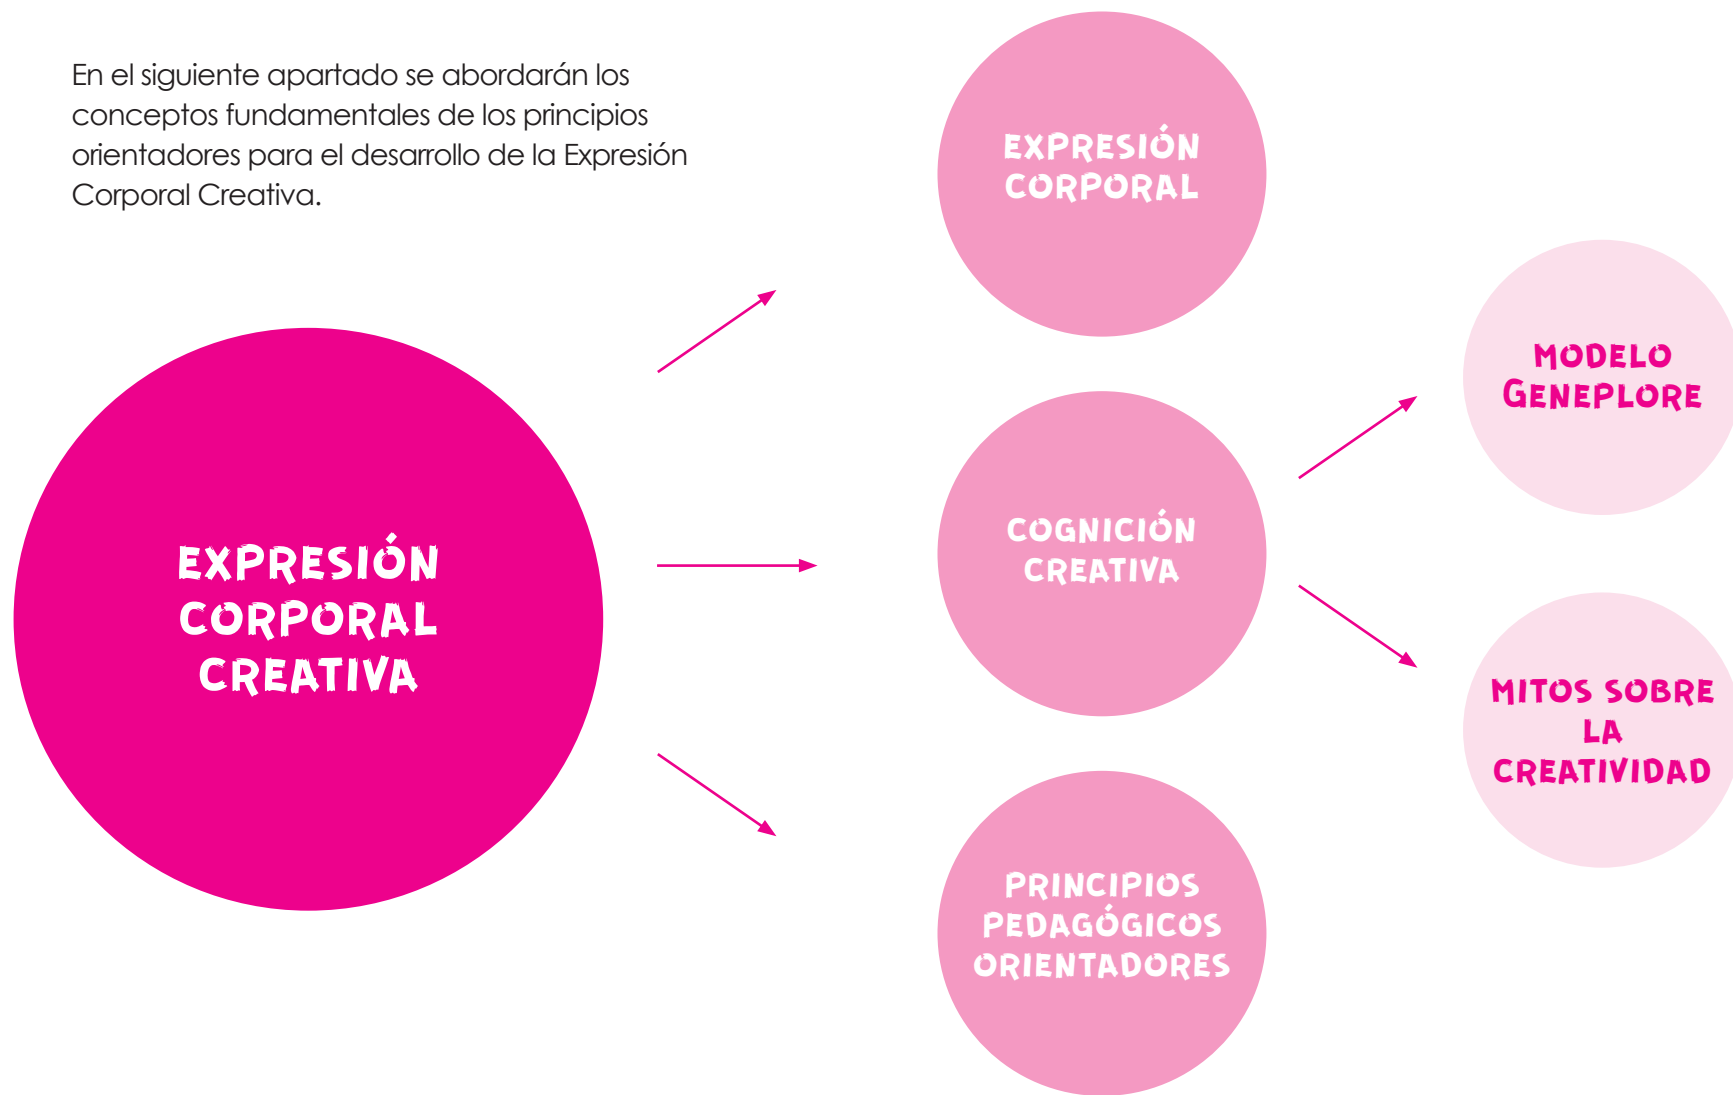 En el siguiente apartado se abordarán los
conceptos fundamentales de los principios
orientadores para el desarrollo de la Expresión
Corporal Creativa.
EXPRESIÓN
CORPORAL
CREATIVA
EXPRESIÓN
CORPORAL
COGNICIÓN
CREATIVA
PRINCIPIOS
PEDAGÓGICOS
ORIENTADORES
MODELO
GENEPLORE
MITOS SOBRE
LA
CREATIVIDAD